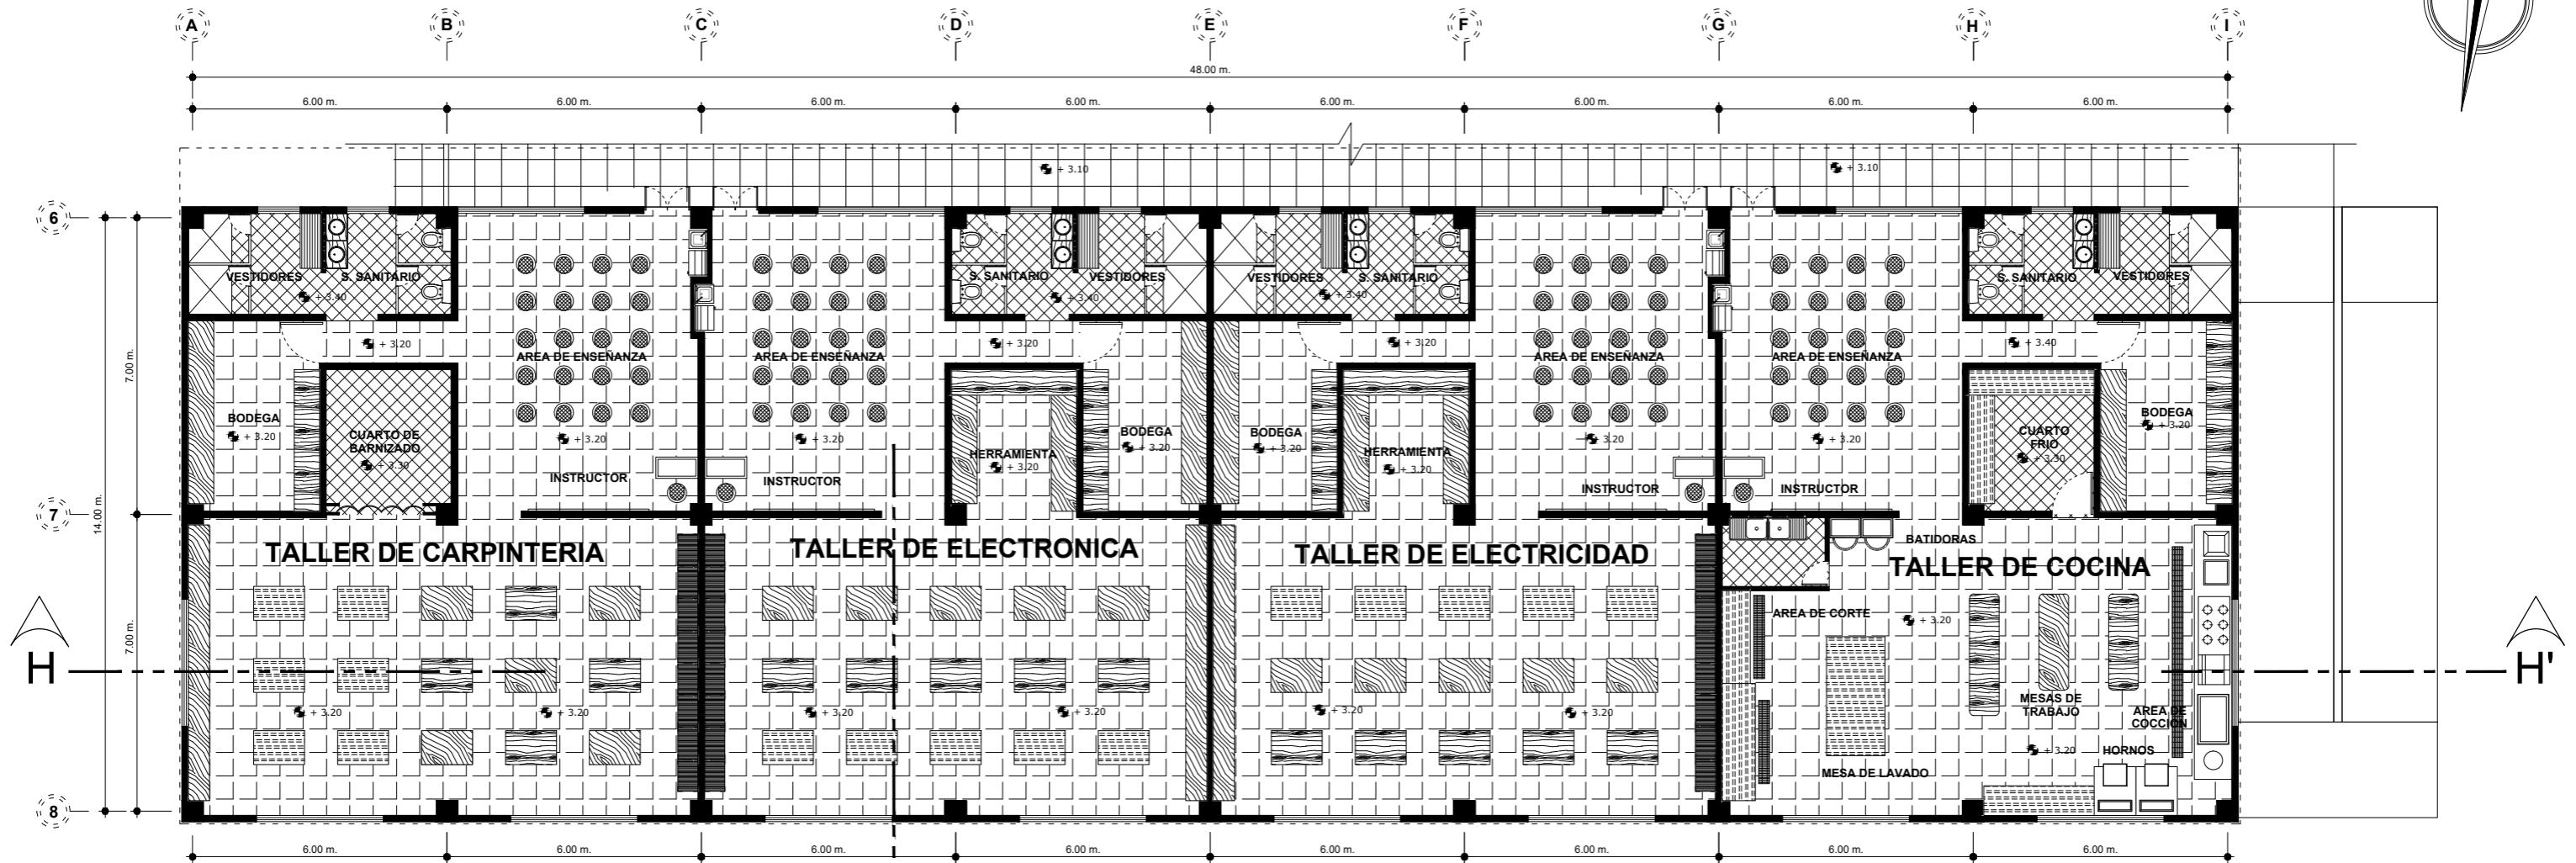 A B C D E F G H I
48.00 m.
6.00 m. 6.00 m. 6.00 m. 6.00 m. 6.00 m. 6.00 m. 6.00 m. 6.00 m.
+ 3.10 + 3.10
6
VESTIDORES S. SANITARIO S. SANITARIO VESTIDORES VESTIDORES S. SANITARIO S. SANITARIO VESTIDORES
+ 3.40 + 3.40 + 3.40
+ 3.20 + 3.20 + 3.20 + 3.40
AREA DE ENSEÑANZA AREA DE ENSEÑANZA AREA DE ENSEÑANZA AREA DE ENSEÑANZA
7.00 m.
BODEGA BODEGA BODEGA BODEGA
+ 3.20 + 3.20 + 3.20 + 3.20
CUARTO DE
BARNIZADO
+ 3.30
CUARTO
FRIO
+ 3.30
+ 3.20 + 3.20 + 3.20 + 3.20
HERRAMIENTA HERRAMIENTA
+ 3.20 + 3.20
INSTRUCTOR INSTRUCTOR INSTRUCTOR INSTRUCTOR
7
14.00 m.
BATIDORAS
TALLER DE CARPINTERIA TALLER DE ELECTRONICA TALLER DE ELECTRICIDAD TALLER DE COCINA
AREA DE CORTE
+ 3.20
7.00 m.
H H'
MESAS DE
TRABAJO
AREA DE
COCCION
+ 3.20 + 3.20 + 3.20 + 3.20 + 3.20 + 3.20
+ 3.20
HORNOS
MESA DE LAVADO
8
6.00 m. 6.00 m. 6.00 m. 6.00 m. 6.00 m. 6.00 m. 6.00 m. 6.00 m.